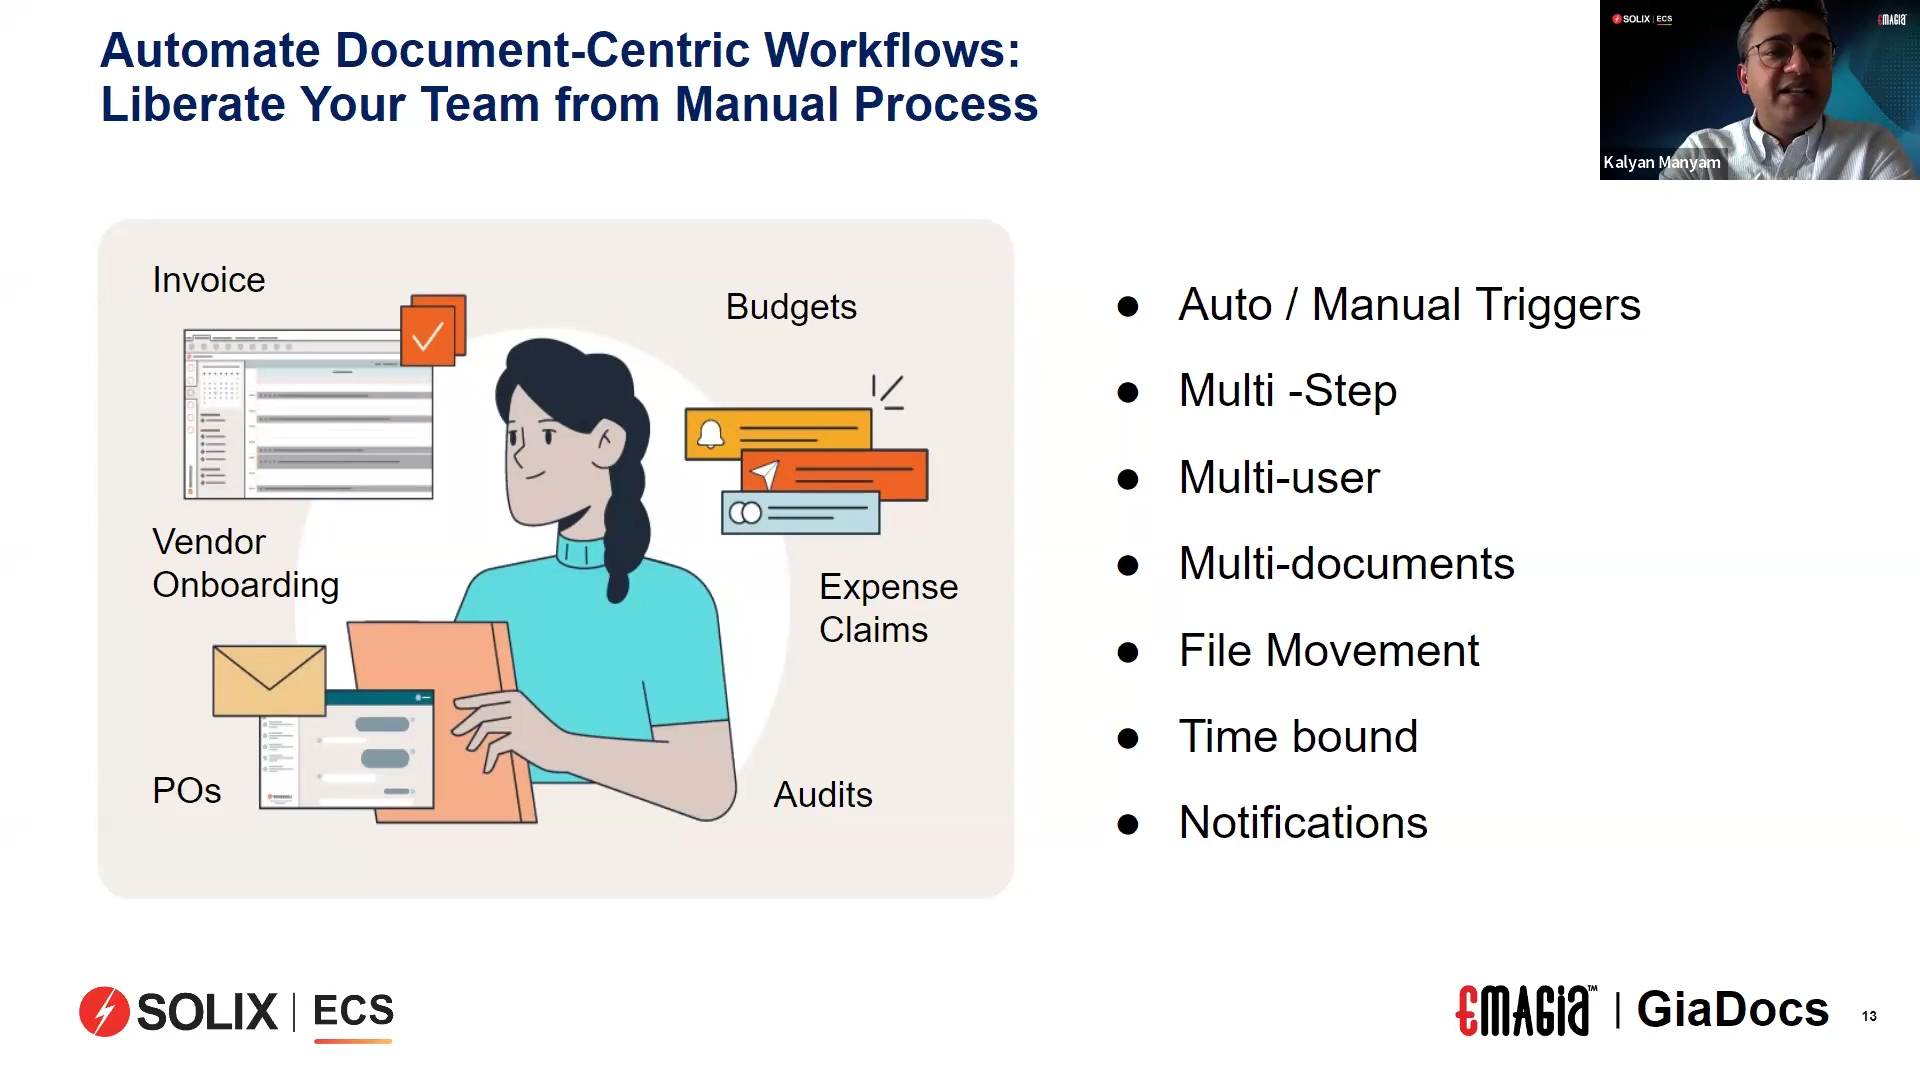 Automate Document-Centric Workflows:
Liberate Your Team from Manual Process
SOLIX | ECS
EMAGIA
Kalyan Manyam
Invoice
Budgets
Vendor
Onboarding
Expense
Claims
POs
Audits
● Auto / Manual Triggers
● Multi -Step
● Multi-user
● Multi-documents
● File Movement
● Time bound
● Notifications
SOLIX | ECS
EMAGIA™ | GiaDocs
13